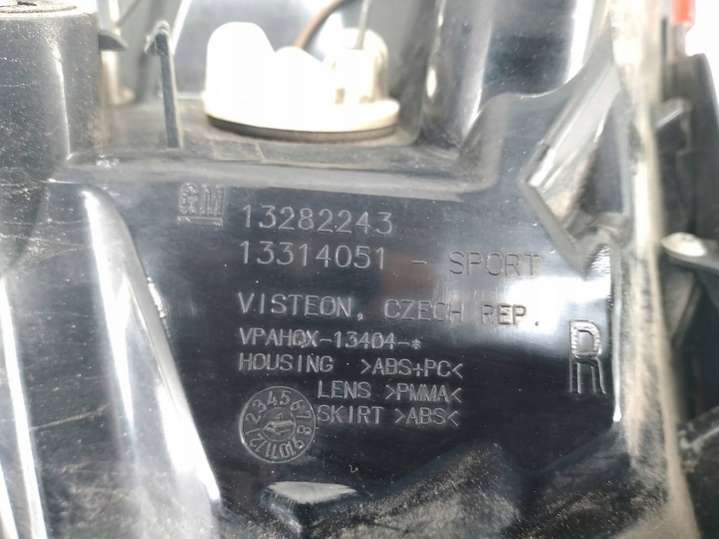 GM 13282243
13314051 - SPORT
VISTEON, CZECH REP.
VPAHQX-13404-*
HOUSING >ABS+PC<
LENS >PMMA<
SKIRT >ABS<
R